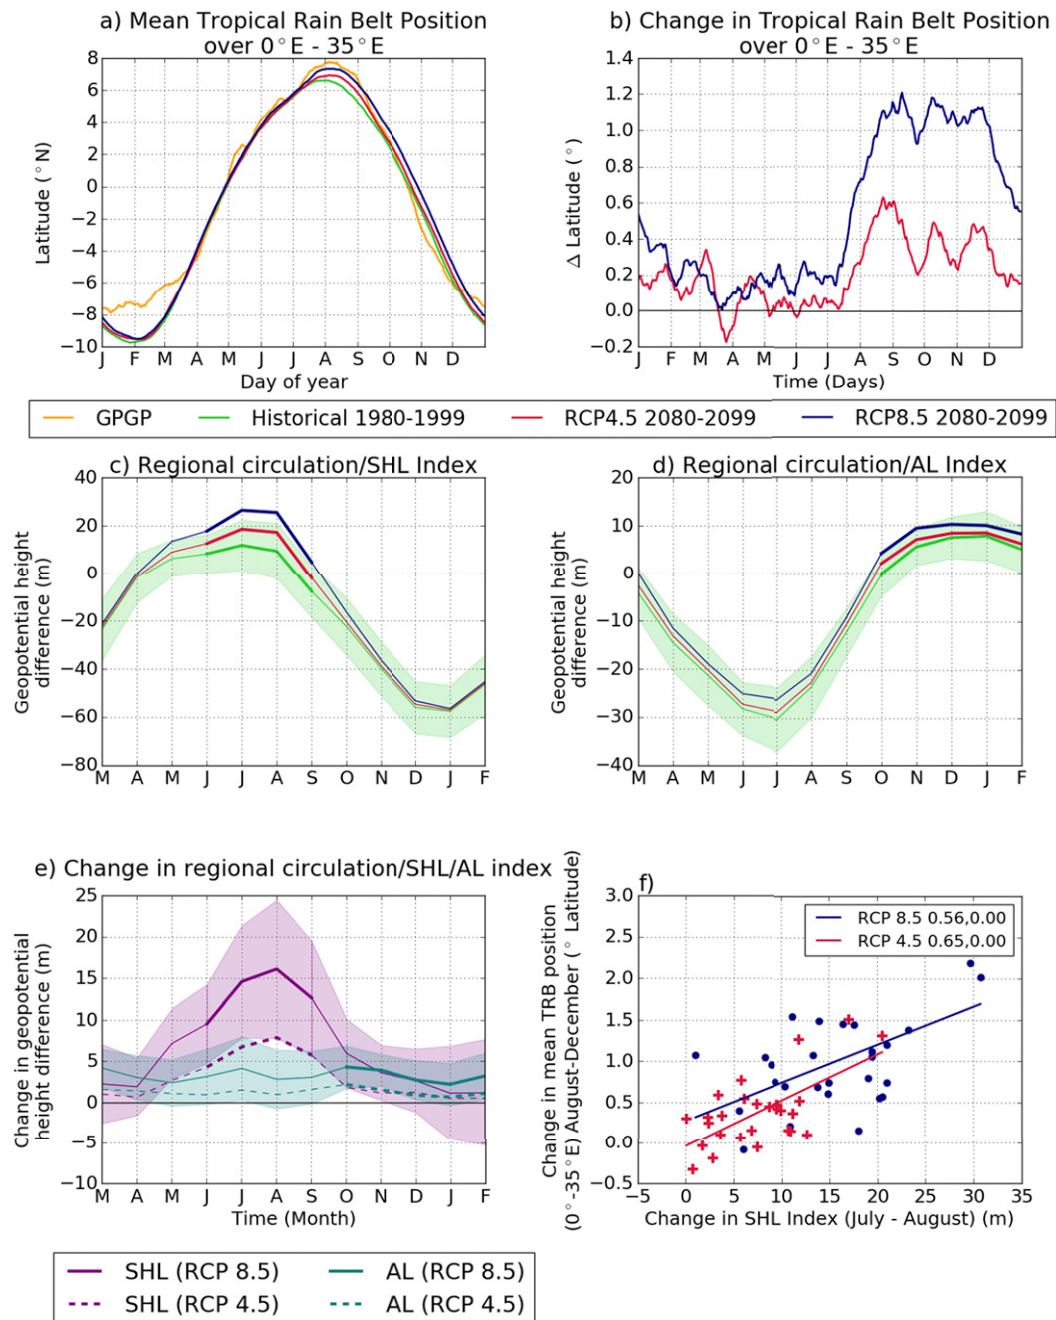 a) Mean Tropical Rain Belt Position
over 0°E - 35°E
8
6
4
2
0
−2
−4
−6
−8
−10
Latitude (°N)
J F M A M J J A S O N D
Day of year
b) Change in Tropical Rain Belt Position
over 0°E - 35°E
1.4
1.2
1.0
0.8
0.6
0.4
0.2
0.0
−0.2
Δ Latitude (°)
J F M A M J J A S O N D
Time (Days)
GPGP Historical 1980-1999 RCP4.5 2080-2099 RCP8.5 2080-2099
c) Regional circulation/SHL Index
40
20
0
−20
−40
−60
−80
Geopotential height
difference (m)
M A M J J A S O N D J F
d) Regional circulation/AL Index
20
10
0
−10
−20
−30
−40
Geopotential height
difference (m)
M A M J J A S O N D J F
e) Change in regional circulation/SHL/AL index
25
20
15
10
5
0
−5
−10
Change in geopotential
height difference (m)
M A M J J A S O N D J F
Time (Month)
SHL (RCP 8.5) AL (RCP 8.5)
SHL (RCP 4.5) AL (RCP 4.5)
f)
3.0
2.5
2.0
1.5
1.0
0.5
0.0
−0.5
Change in mean TRB position
(0°-35°E) August-December (° Latitude)
RCP 8.5 0.56,0.00
RCP 4.5 0.65,0.00
−5 0 5 10 15 20 25 30 35
Change in SHL Index (July - August) (m)